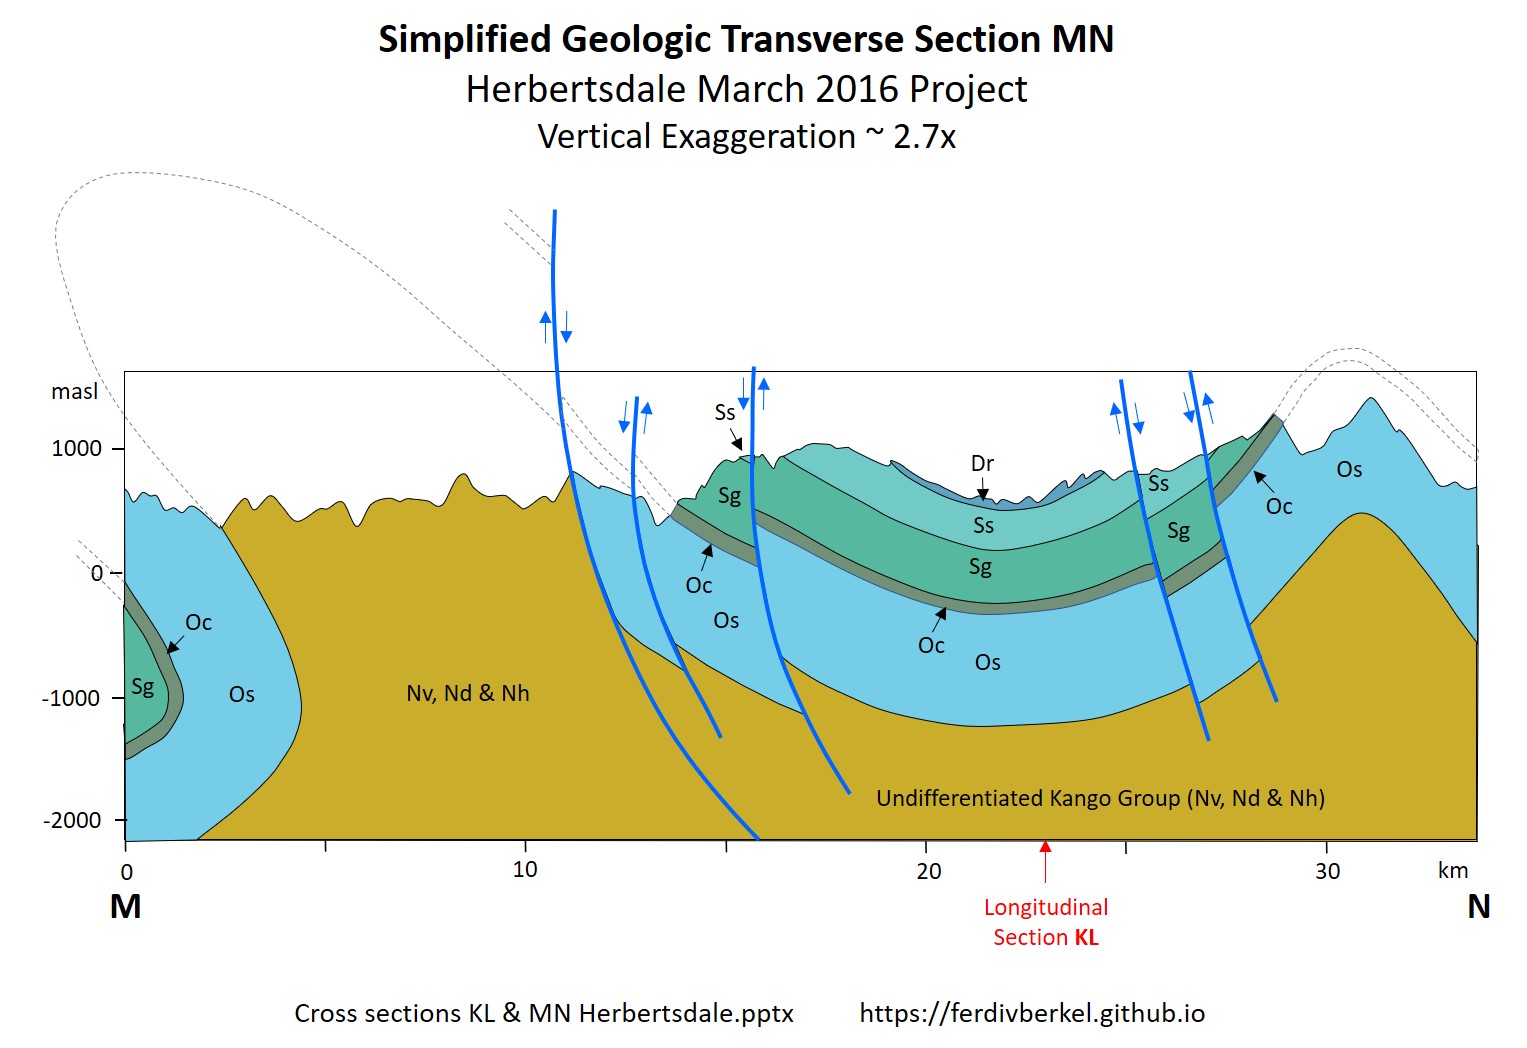 Simplified Geologic Transverse Section MN
Herbertsdale March 2016 Project
Vertical Exaggeration ~ 2.7x
masl
1000
0
-1000
-2000
Ss
Sg
Dr
Ss
Ss
Sg
Sg
Oc
Oc
Oc
Os
Os
Os
Oc
Sg
Os
Nv, Nd & Nh
Undifferentiated Kango Group (Nv, Nd & Nh)
0
10
20
30
km
M
N
Longitudinal
Section KL
Cross sections KL & MN Herbertsdale.pptx
https://ferdivberkel.github.io